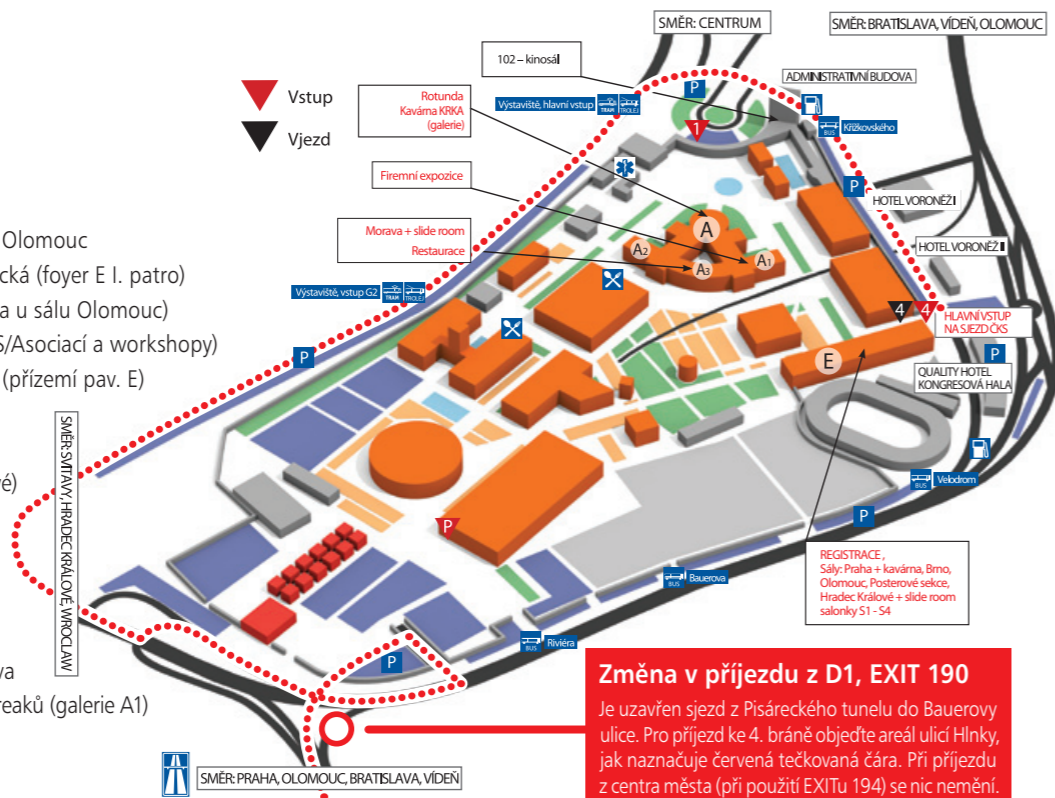 SMĚR: CENTRUM
SMĚR: BRATISLAVA, VÍDEŇ, OLOMOUC
102 – kinosál
ADMINISTRATIVNÍ BUDOVA
P
Vstup
Vjezd
Rotunda
Kavárna KRKA
(galerie)
Výstaviště, hlavní vstup
TRAM
TROLEJ
1
BUS
Křížkovského
Firemní expozice
P
HOTEL VORONĚŽ I
Morava + slide room
Restaurace
A
A2
A3
A1
HOTEL VORONĚŽ II
Olomouc
cká (foyer E I. patro)
a u sálu Olomouc)
S/Asociací a workshopy)
(přízemí pav. E)
Výstaviště, vstup G2
TRAM
TROLEJ
4
4
HLAVNÍ VSTUP
NA SJEZD ČKS
P
P
E
QUALITY HOTEL
KONGRESOVÁ HALA
SMĚR: SVITAVY, HRADEC KRÁLOVÉ, WROCLAW
vé)
BUS
Velodrom
P
P
REGISTRACE ,
Sály: Praha + kavárna, Brno,
Olomouc, Posterové sekce,
Hradec Králové + slide room
salonky S1 - S4
BUS
Bauerova
BUS
Riviéra
P
va
reaků (galerie A1)
SMĚR: PRAHA, OLOMOUC, BRATISLAVA, VÍDEŇ
Změna v příjezdu z D1, EXIT 190
Je uzavřen sjezd z Pisáreckého tunelu do Bauerovy
ulice. Pro příjezd ke 4. bráně objeďte areál ulicí Hlnky,
jak naznačuje červená tečkovaná čára. Při příjezdu
z centra města (při použití EXITu 194) se nic nemění.